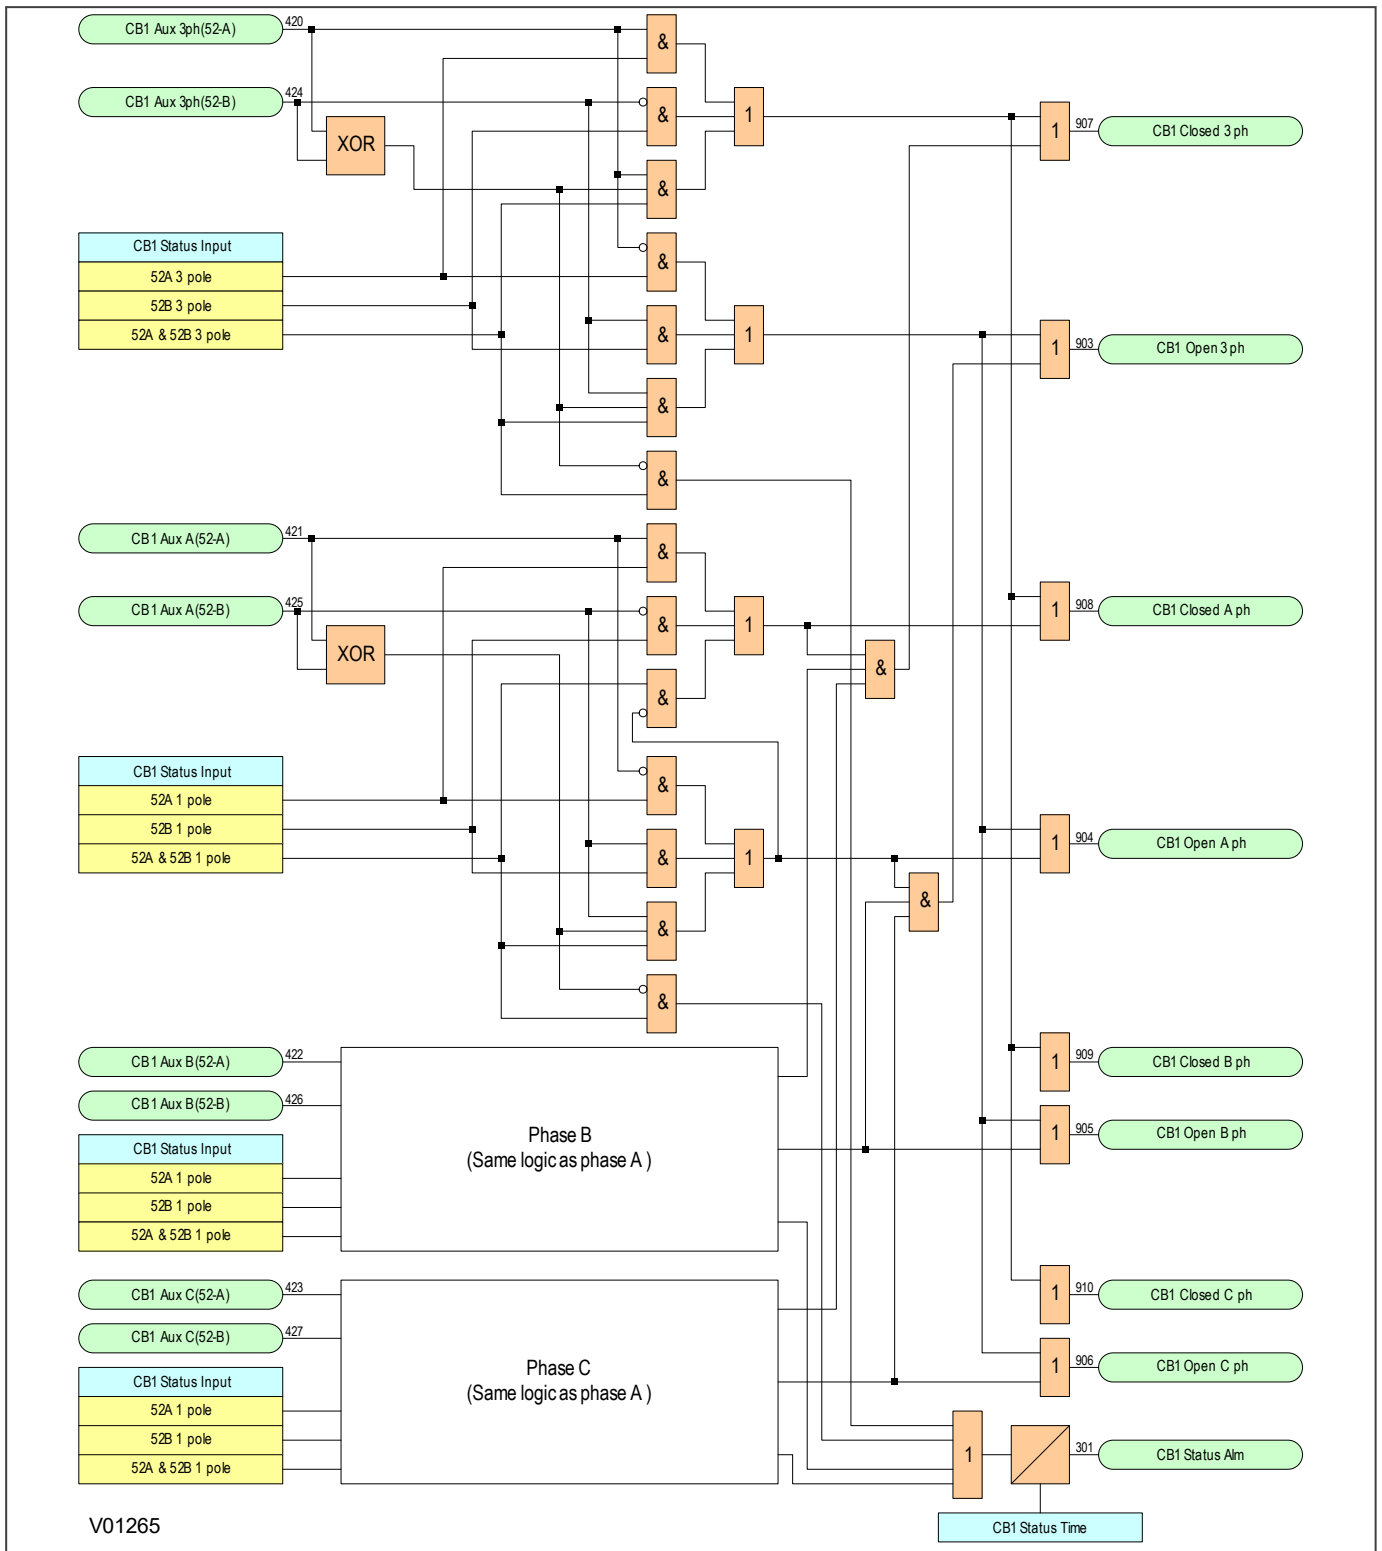 CB1 Aux 3ph(52-A)
420
&
CB1 Aux 3ph(52-B)
424
&
1
XOR
1
907
CB1 Closed 3 ph
&
CB1 Status Input
52A 3 pole
52B 3 pole
52A & 52B 3 pole
&
&
1
1
903
CB1 Open 3 ph
&
&
CB1 Aux A(52-A)
421
&
CB1 Aux A(52-B)
425
&
1
XOR
1
908
CB1 Closed A ph
&
&
CB1 Status Input
52A 1 pole
52B 1 pole
52A & 52B 1 pole
&
&
1
1
904
CB1 Open A ph
&
&
&
CB1 Aux B(52-A)
422
1
909
CB1 Closed B ph
CB1 Aux B(52-B)
426
CB1 Status Input
52A 1 pole
52B 1 pole
52A & 52B 1 pole
Phase B
(Same logic as phase A )
1
905
CB1 Open B ph
CB1 Aux C(52-A)
423
1
910
CB1 Closed C ph
CB1 Aux C(52-B)
427
CB1 Status Input
52A 1 pole
52B 1 pole
52A & 52B 1 pole
Phase C
(Same logic as phase A )
1
906
CB1 Open C ph
1
301
CB1 Status Alm
CB1 Status Time
V01265